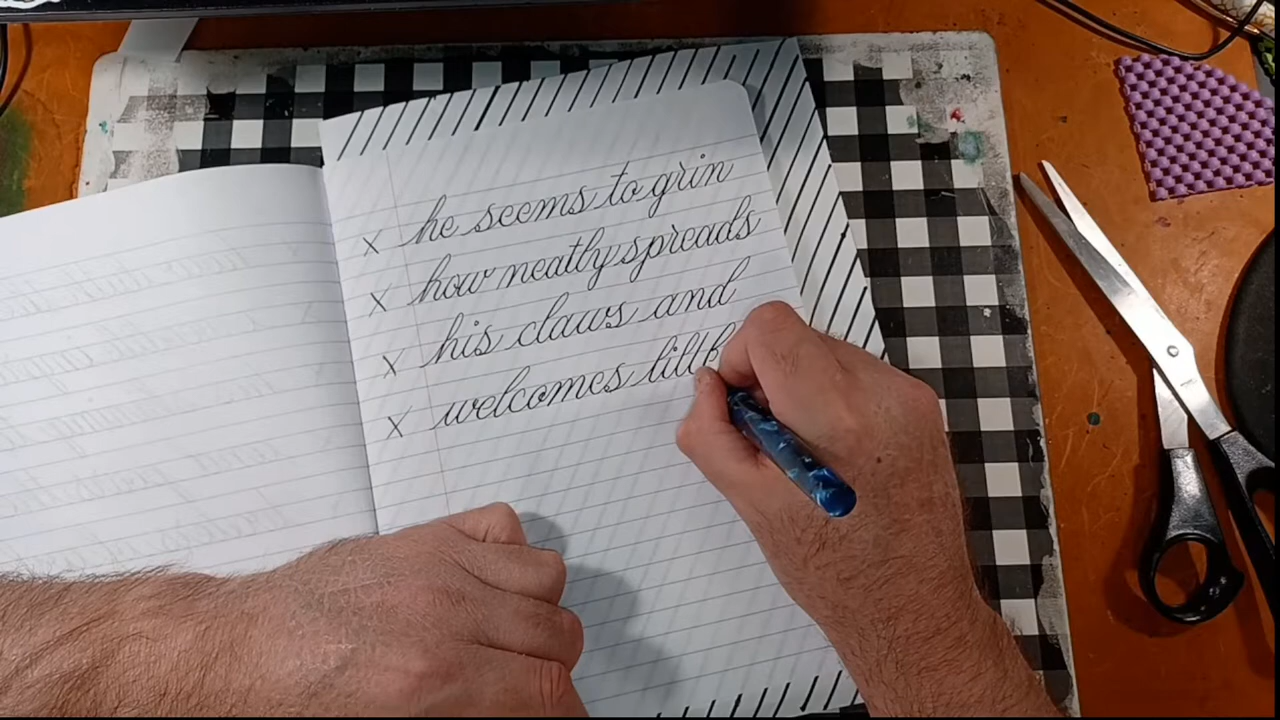 x he seems to grin
x how neatly spreads
x his claws and
x welcomes